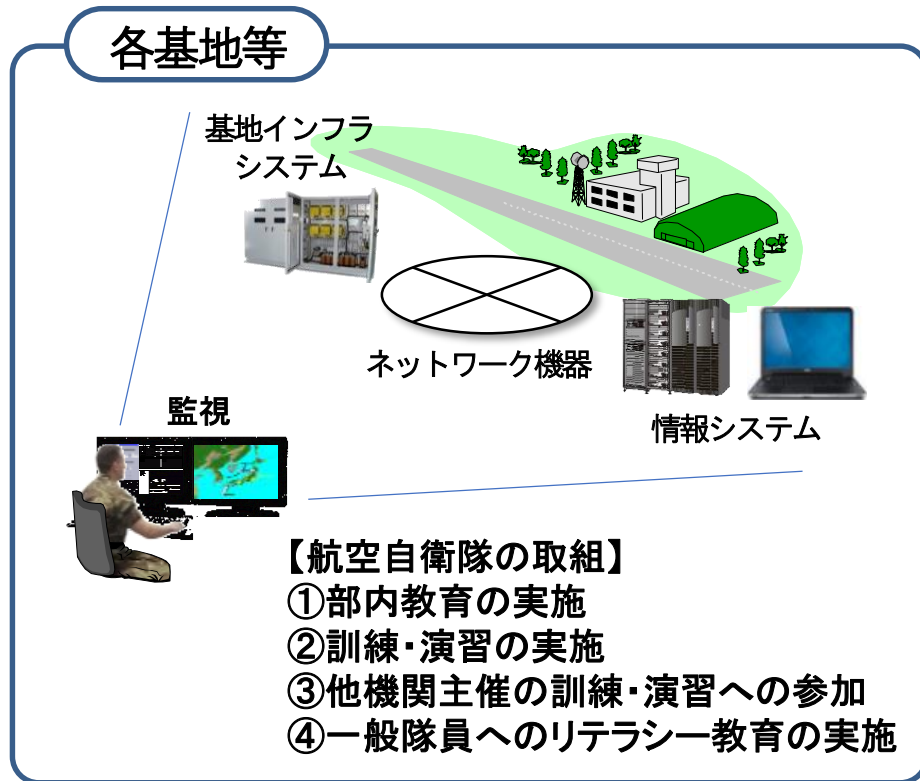 各基地等
基地インフラ
システム
ネットワーク機器
情報システム
監視
【航空自衛隊の取組】
①部内教育の実施
②訓練・演習の実施
③他機関主催の訓練・演習への参加
④一般隊員へのリテラシー教育の実施